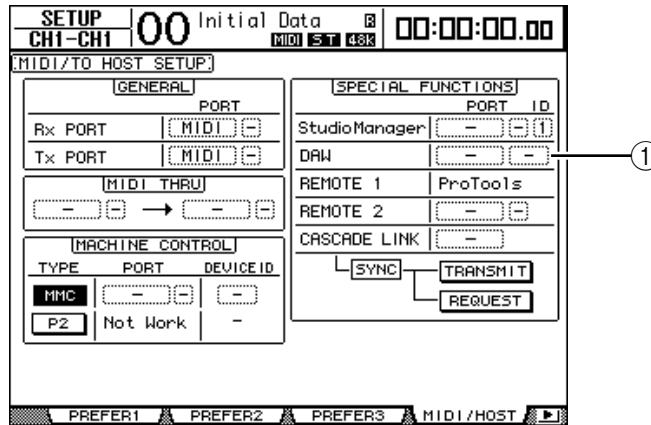 SETUP
CH1-CH1
00 Initial Data
MIDI ST 48K
00:00:00.00
MIDI/TO HOST SETUP
GENERAL
PORT
Rx PORT MIDI -
Tx PORT MIDI -
MIDI THRU
- - → - -
MACHINE CONTROL
TYPE PORT DEVICE ID
MMC - - -
P2 Not Work -
SPECIAL FUNCTIONS
PORT ID
StudioManager - - 1
DAW - -
1
REMOTE 1 ProTools
REMOTE 2 - -
CASCADE LINK -
SYNC TRANSMIT
REQUEST
PREFER1 PREFER2 PREFER3 MIDI/HOST